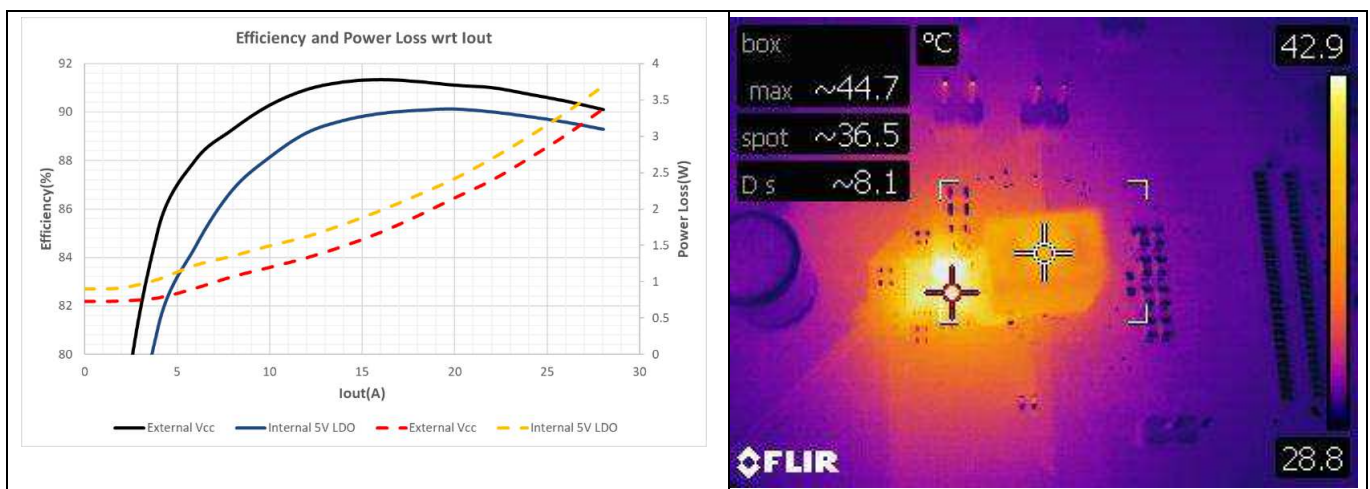 Efficiency and Power Loss wrt Iout
92
90
88
86
84
82
80
Efficiency(%)
4
3.5
3
2.5
2
1.5
1
0.5
0
Power Loss(W)
0 5 10 15 20 25 30
Iout(A)
External Vcc Internal 5V LDO External Vcc Internal 5V LDO
box
max ~44.7
spot ~36.5
D s ~8.1
ºC
42.9
28.8
FLIR